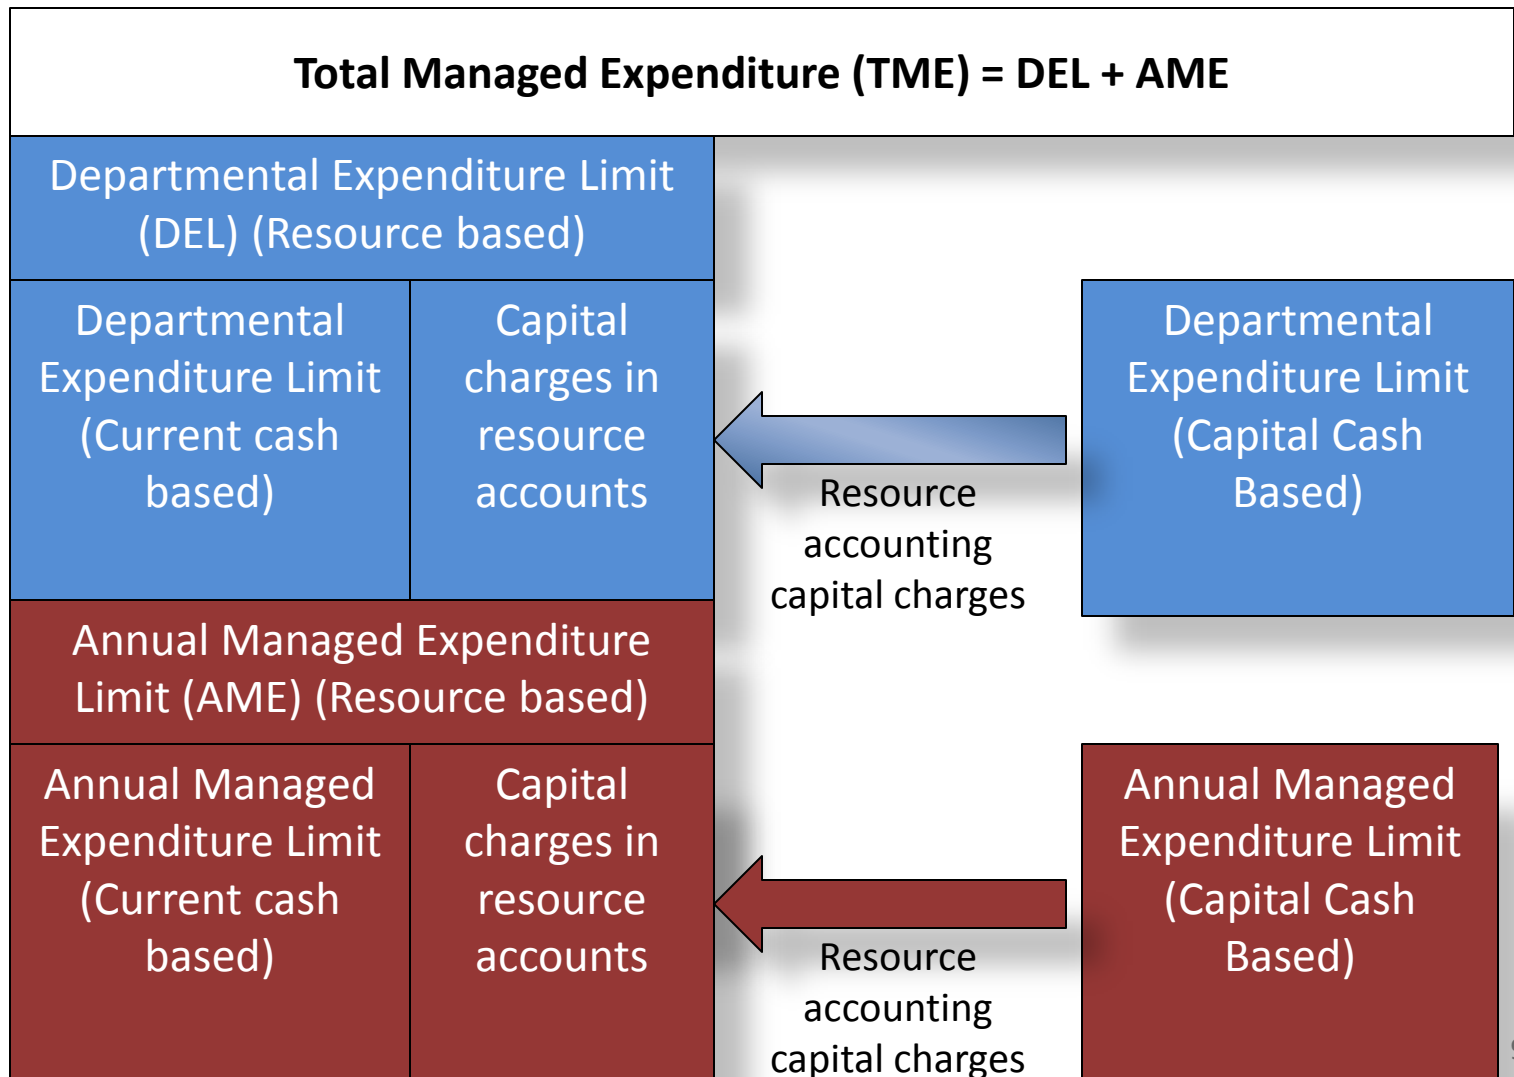 Total Managed Expenditure (TME) = DEL + AME
Departmental Expenditure Limit
(DEL) (Resource based)
Departmental
Expenditure Limit
(Current cash
based)
Capital
charges in
resource
accounts
Resource
accounting
capital charges
Departmental
Expenditure Limit
(Capital Cash
Based)
Annual Managed Expenditure
Limit (AME) (Resource based)
Annual Managed
Expenditure Limit
(Current cash
based)
Capital
charges in
resource
accounts
Resource
accounting
capital charges
Annual Managed
Expenditure Limit
(Capital Cash
Based)